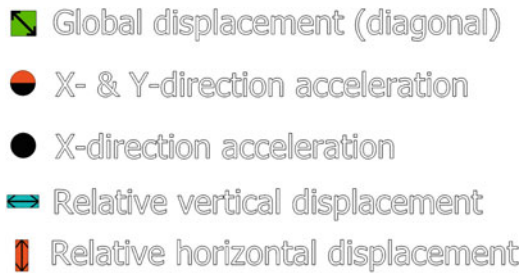 Global displacement (diagonal)
X- & Y-direction acceleration
X-direction acceleration
Relative vertical displacement
Relative horizontal displacement